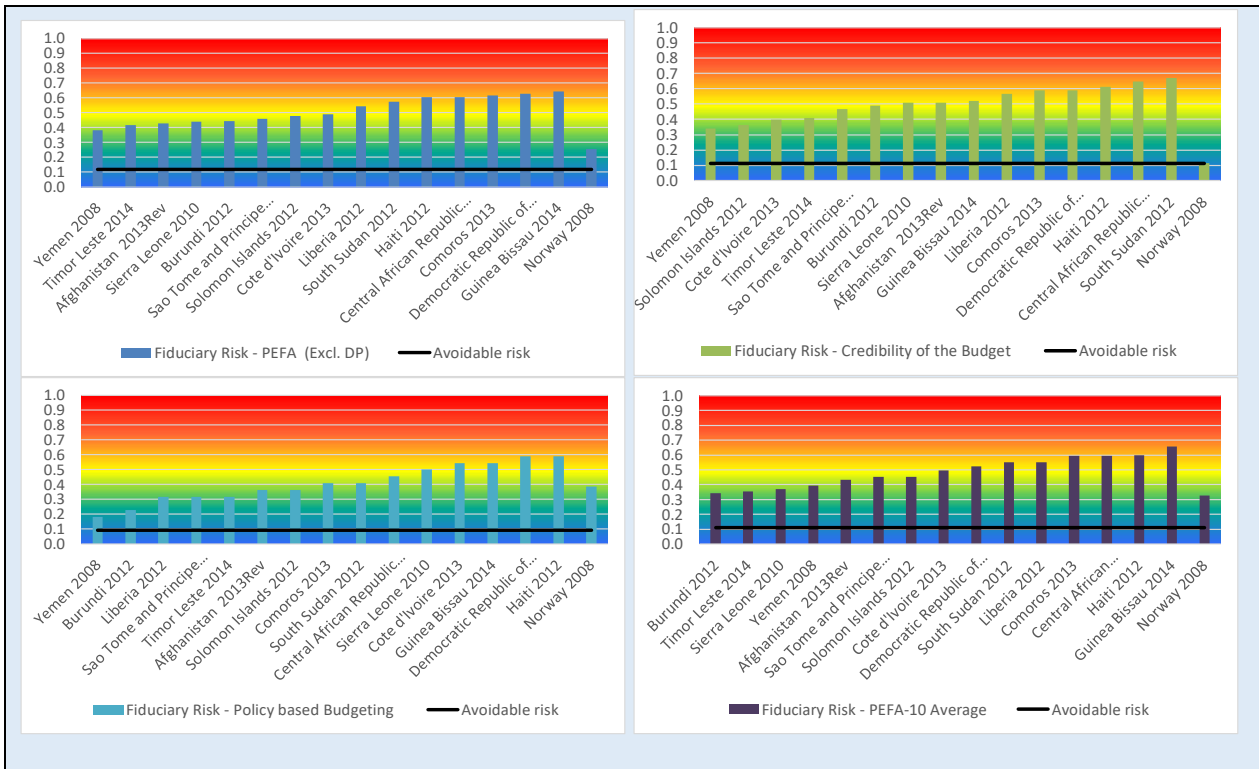 1.0
0.9
0.8
0.7
0.6
0.5
0.4
0.3
0.2
0.1
0.0
Yemen 2008
Timor Leste 2014
Afghanistan 2013Rev
Sierra Leone 2010
Burundi 2012
Sao Tome and Principe…
Solomon Islands 2012
Cote d'Ivoire 2013
Liberia 2012
South Sudan 2012
Haiti 2012
Central African Republic…
Comoros 2013
Democratic Republic of…
Guinea Bissau 2014
Norway 2008
Fiduciary Risk - PEFA (Excl. DP)
Avoidable risk
1.0
0.9
0.8
0.7
0.6
0.5
0.4
0.3
0.2
0.1
0.0
Yemen 2008
Solomon Islands 2012
Cote d'Ivoire 2013
Timor Leste 2014
Sao Tome and Principe…
Burundi 2012
Sierra Leone 2010
Afghanistan 2013Rev
Guinea Bissau 2014
Liberia 2012
Comoros 2013
Democratic Republic of…
Haiti 2012
Central African Republic…
South Sudan 2012
Norway 2008
Fiduciary Risk - Credibility of the Budget
Avoidable risk
1.0
0.9
0.8
0.7
0.6
0.5
0.4
0.3
0.2
0.1
0.0
Yemen 2008
Burundi 2012
Liberia 2012
Sao Tome and Principe…
Timor Leste 2014
Afghanistan 2013Rev
Solomon Islands 2012
Comoros 2013
South Sudan 2012
Central African Republic…
Sierra Leone 2010
Cote d'Ivoire 2013
Guinea Bissau 2014
Democratic Republic of…
Haiti 2012
Norway 2008
Fiduciary Risk - Policy based Budgeting
Avoidable risk
1.0
0.9
0.8
0.7
0.6
0.5
0.4
0.3
0.2
0.1
0.0
Burundi 2012
Timor Leste 2014
Sierra Leone 2010
Yemen 2008
Afghanistan 2013Rev
Sao Tome and Principe…
Solomon Islands 2012
Cote d'Ivoire 2013
Democratic Republic of…
South Sudan 2012
Liberia 2012
Comoros 2013
Central African…
Haiti 2012
Guinea Bissau 2014
Norway 2008
Fiduciary Risk - PEFA-10 Average
Avoidable risk